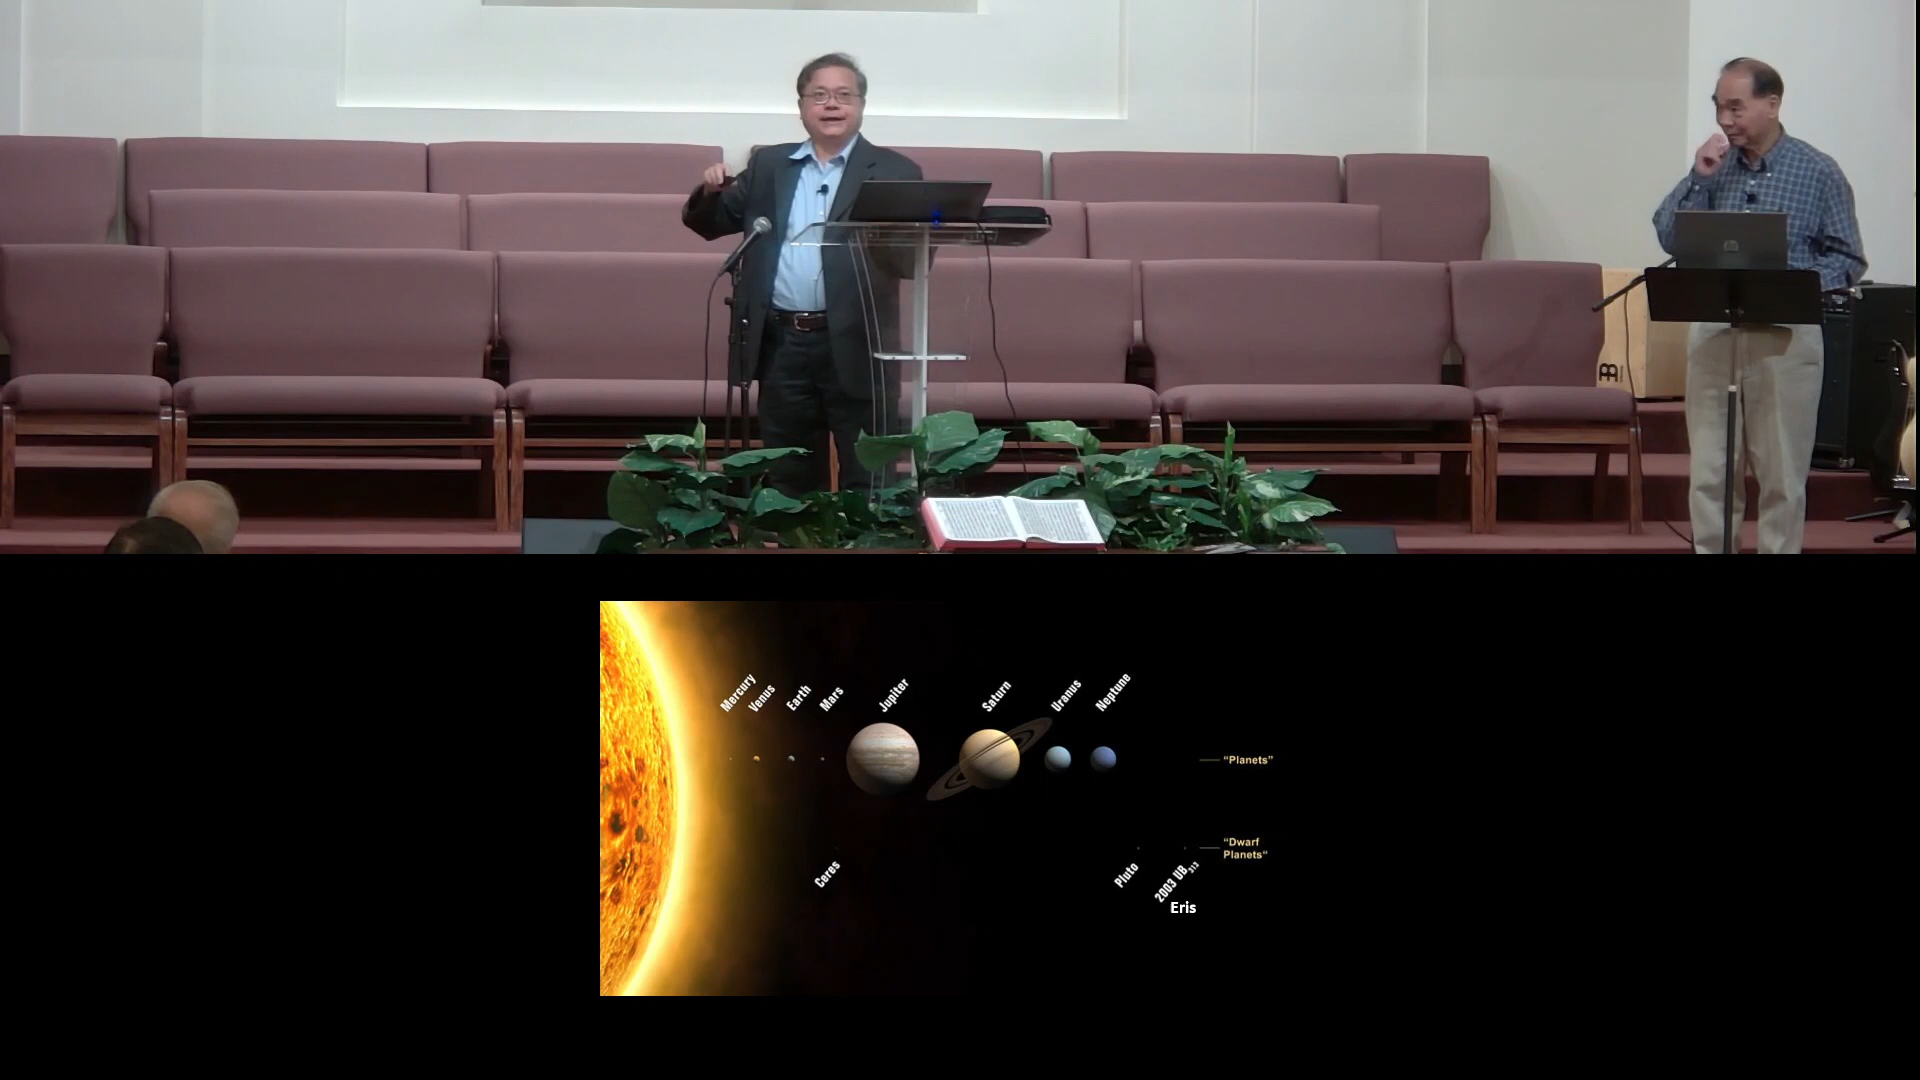 Mercury
Venus
Earth
Mars
Jupiter
Saturn
Uranus
Neptune
“Planets”
“Dwarf
Planets“
Ceres
Pluto
2003 UB₃₁₃
Eris